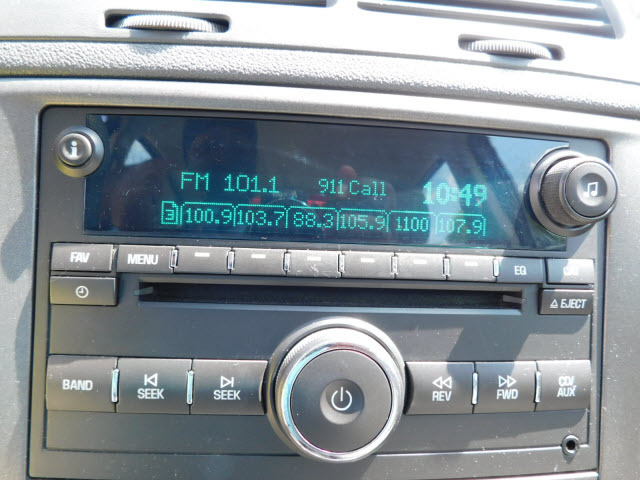 FM 101.1 911 Call 10:49
3 100.9 103.7 88.3 105.9 1100 107.9
FAV MENU EQ
EJECT
BAND SEEK SEEK REV FWD CD/
AUX